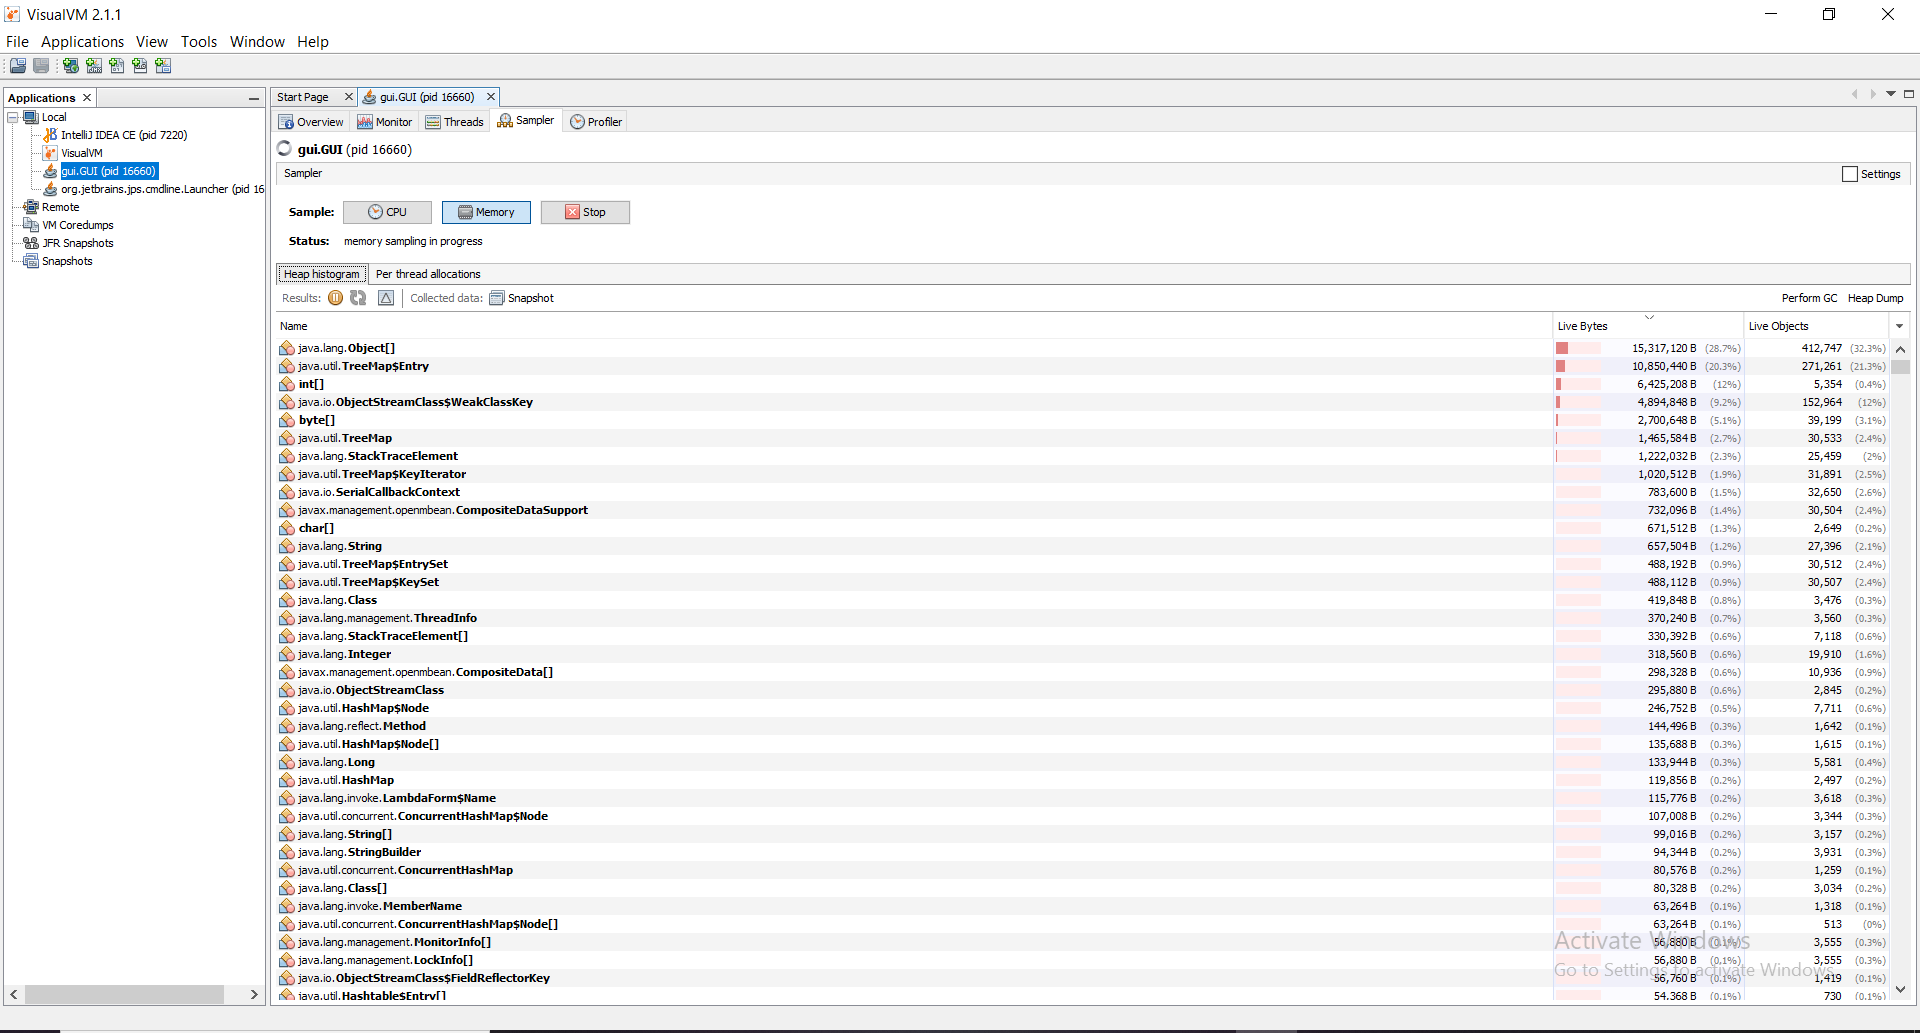 VisualVM 2.1.1
File Applications View Tools Window Help
Applications
Local
IntelliJ IDEA CE (pid 7220)
VisualVM
gui.GUI (pid 16660)
org.jetbrains.jps.cmdline.Launcher (pid 16
Remote
VM Coredumps
JFR Snapshots
Snapshots
Start Page gui.GUI (pid 16660)
Overview Monitor Threads Sampler Profiler
gui.GUI (pid 16660)
Sampler Settings
Sample: CPU Memory Stop
Status: memory sampling in progress
Heap histogram Per thread allocations
Results: Collected data: Snapshot Perform GC Heap Dump
Name Live Bytes Live Objects
java.lang.Object[] 15,317,120 B (28.7%) 412,747 (32.3%)
java.util.TreeMap$Entry 10,850,440 B (20.3%) 271,261 (21.3%)
int[] 6,425,208 B (12%) 5,354 (0.4%)
java.io.ObjectStreamClass$WeakClassKey 4,894,848 B (9.2%) 152,964 (12%)
byte[] 2,700,648 B (5.1%) 39,199 (3.1%)
java.util.TreeMap 1,465,584 B (2.7%) 30,533 (2.4%)
java.lang.StackTraceElement 1,222,032 B (2.3%) 25,459 (2%)
java.util.TreeMap$KeyIterator 1,020,512 B (1.9%) 31,891 (2.5%)
java.io.SerialCallbackContext 783,600 B (1.5%) 32,650 (2.6%)
javax.management.openmbean.CompositeDataSupport 732,096 B (1.4%) 30,504 (2.4%)
char[] 671,512 B (1.3%) 2,649 (0.2%)
java.lang.String 657,504 B (1.2%) 27,396 (2.1%)
java.util.TreeMap$EntrySet 488,192 B (0.9%) 30,512 (2.4%)
java.util.TreeMap$KeySet 488,112 B (0.9%) 30,507 (2.4%)
java.lang.Class 419,848 B (0.8%) 3,476 (0.3%)
java.lang.management.ThreadInfo 370,240 B (0.7%) 3,560 (0.3%)
java.lang.StackTraceElement[] 330,392 B (0.6%) 7,118 (0.6%)
java.lang.Integer 318,560 B (0.6%) 19,910 (1.6%)
javax.management.openmbean.CompositeData[] 298,328 B (0.6%) 10,936 (0.9%)
java.io.ObjectStreamClass 295,880 B (0.6%) 2,845 (0.2%)
java.util.HashMap$Node 246,752 B (0.5%) 7,711 (0.6%)
java.lang.reflect.Method 144,496 B (0.3%) 1,642 (0.1%)
java.util.HashMap$Node[] 135,688 B (0.3%) 1,615 (0.1%)
java.lang.Long 133,944 B (0.3%) 5,581 (0.4%)
java.util.HashMap 119,856 B (0.2%) 2,497 (0.2%)
java.lang.invoke.LambdaForm$Name 115,776 B (0.2%) 3,618 (0.3%)
java.util.concurrent.ConcurrentHashMap$Node 107,008 B (0.2%) 3,344 (0.3%)
java.lang.String[] 99,016 B (0.2%) 3,157 (0.2%)
java.lang.StringBuilder 94,344 B (0.2%) 3,931 (0.3%)
java.util.concurrent.ConcurrentHashMap 80,576 B (0.2%) 1,259 (0.1%)
java.lang.Class[] 80,328 B (0.2%) 3,034 (0.2%)
java.lang.invoke.MemberName 63,264 B (0.1%) 1,318 (0.1%)
java.util.concurrent.ConcurrentHashMap$Node[] 63,264 B (0.1%) 513 (0%)
java.lang.management.MonitorInfo[] 56,880 B (0.1%) 3,555 (0.3%)
java.lang.management.LockInfo[] 56,880 B (0.1%) 3,555 (0.3%)
java.io.ObjectStreamClass$FieldReflectorKey 56,760 B (0.1%) 1,419 (0.1%)
java.util.Hashtable$Entry[] 54,368 B (0.1%) 730 (0.1%)
Activate Windows
Go to Settings to activate Windows.